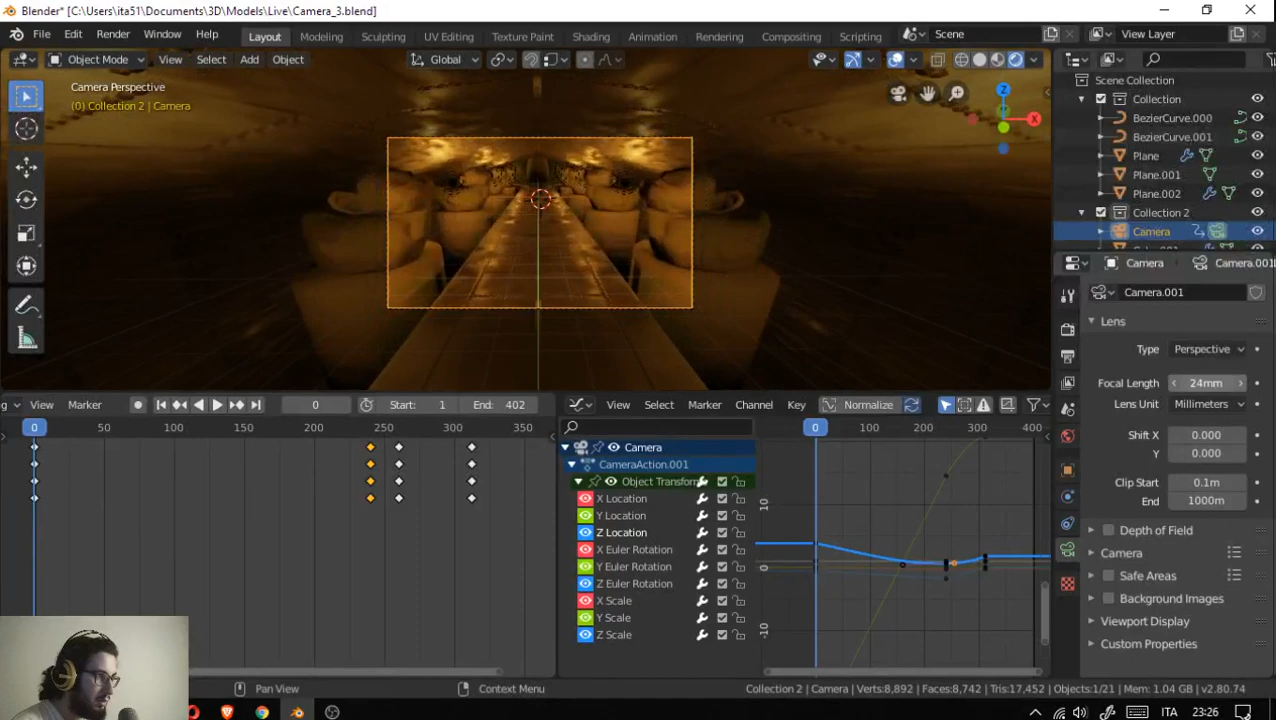 Blender* [C:\Users\ita51\Documents\3D\Models\Live\Camera_3.blend]
File Edit Render Window Help Layout Modeling Sculpting UV Editing Texture Paint Shading Animation Rendering Compositing Scripting Scene View Layer
Object Mode View Select Add Object Global
Camera Perspective
(0) Collection 2 | Camera
Z
X
Scene Collection
Collection
BezierCurve.000
BezierCurve.001
Plane
Plane.001
Plane.002
Collection 2
Camera
Camera Camera.001
Camera.001
Lens
Type Perspective
Focal Length 24mm
Lens Unit Millimeters
Shift X 0.000
Y 0.000
Clip Start 0.1m
End 1000m
Depth of Field
Camera
Safe Areas
Background Images
Viewport Display
Custom Properties
g View Marker 0 Start: 1 End: 402
0 50 100 150 200 250 300 350
View Select Marker Channel Key Normalize
0 100 200 300 400
Camera
CameraAction.001
Object Transform
X Location
Y Location
Z Location
X Euler Rotation
Y Euler Rotation
Z Euler Rotation
X Scale
Y Scale
Z Scale
10
0
-10
Pan View Context Menu Collection 2 | Camera | Verts:8,892 | Faces:8,742 | Tris:17,452 | Objects:1/21 | Mem: 1.04 GB | v2.80.74
ITA 23:26